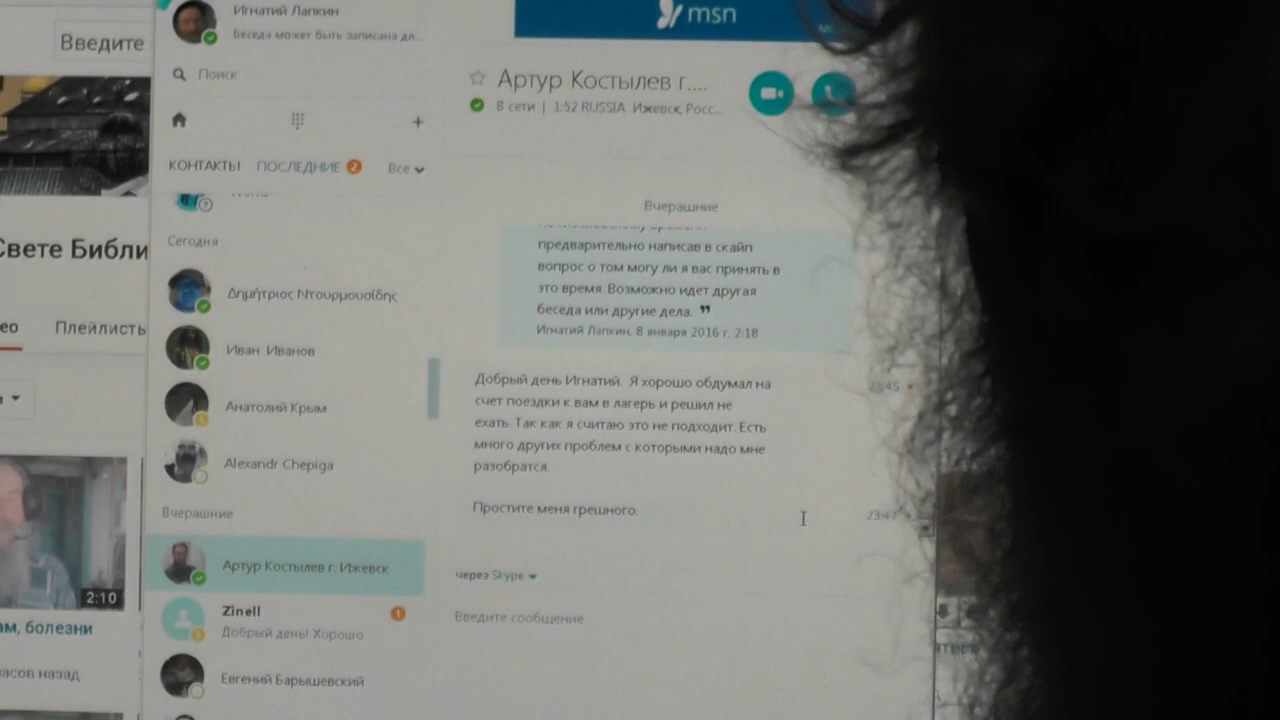 Введите
Свете Библи
ео
Плейлисть
2:10
ам, болезни
часов назад
Игнатий Лапкин
Беседа может быть записана дл...
Поиск
КОНТАКТЫ ПОСЛЕДНИЕ 2 Все
Сегодня
Δημήτριος Ντουρμουσίδης
Иван Иванов
Анатолий Крым
Alexandr Chepiga
Вчерашние
Артур Костылев г. Ижевск
Zinell 1
Добрый день! Хорошо
Евгений Барышевский
msn
Артур Костылев г....
В сети | 1:52 RUSSIA Ижевск, Росс...
Вчерашние
предварительно написав в скайп
вопрос о том могу ли я вас принять в
это время. Возможно идет другая
беседа или другие дела. ”
Игнатий Лапкин, 8 января 2016 г. 2:18
Добрый день Игнатий. Я хорошо обдумал на
счет поездки к вам в лагерь и решил не
ехать. Так как я считаю это не подходит. Есть
много других проблем с которыми надо мне
разобратся.
23:45
Простите меня грешного.
23:47
через Skype
Введите сообщение